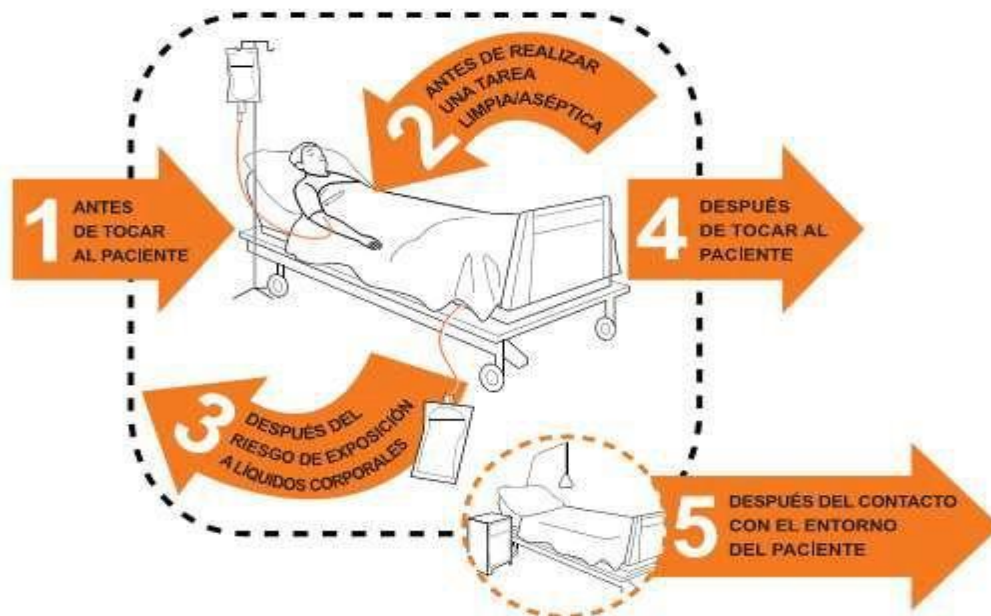 1 ANTES
DE TOCAR
AL PACIENTE
2 ANTES DE REALIZAR
UNA TAREA
LIMPIA/ASÉPTICA
3 DESPUÉS DEL
RIESGO DE EXPOSICIÓN
A LÍQUIDOS CORPORALES
4 DESPUÉS
DE TOCAR AL
PACIENTE
5 DESPUÉS DEL CONTACTO
CON EL ENTORNO
DEL PACIENTE